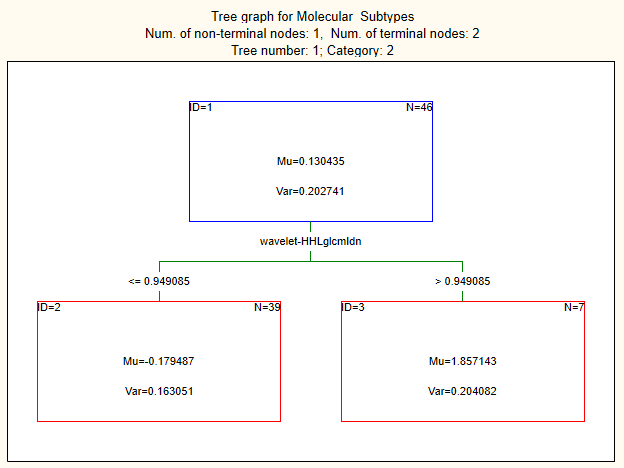 Tree graph for Molecular  Subtypes
Num. of non-terminal nodes: 1,  Num. of terminal nodes: 2
Tree number: 1; Category: 2
ID=1 N=46
Mu=0.130435
Var=0.202741
wavelet-HHLglcmIdn
<= 0.949085 > 0.949085
ID=2 N=39 ID=3 N=7
Mu=-0.179487 Mu=1.857143
Var=0.163051 Var=0.204082